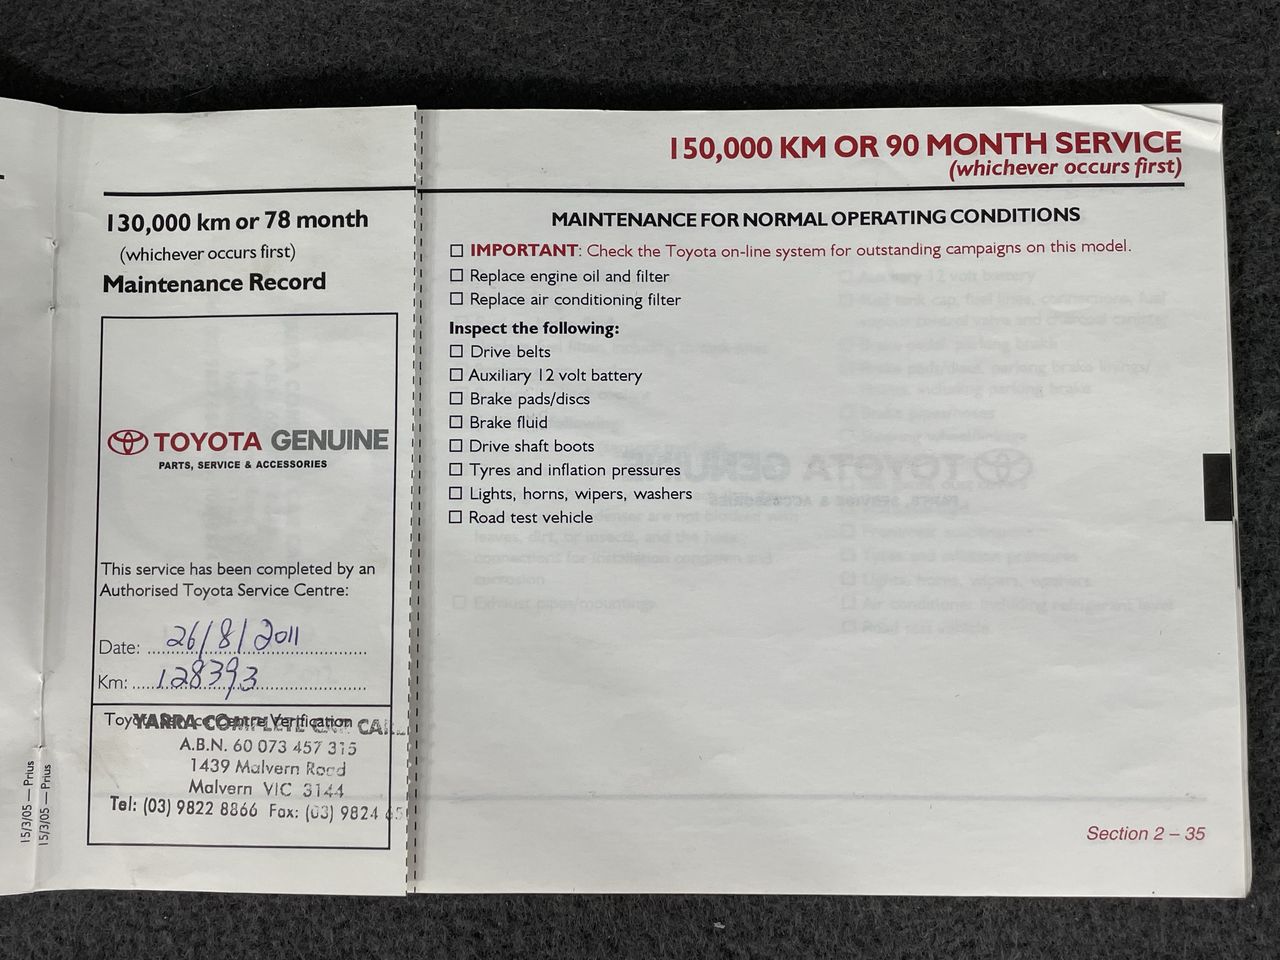 130,000 km or 78 month
(whichever occurs first)
Maintenance Record
TOYOTA GENUINE
PARTS, SERVICE & ACCESSORIES
This service has been completed by an
Authorised Toyota Service Centre:
Date: 26/8/2011
Km: 128393
Toyota Service Centre Verification
YARRA COMPLETE CAR
A.B.N. 60 073 457 315
1439 Malvern Road
Malvern VIC 3144
Tel: (03) 9822 8866 Fax: (03) 9824
15/3/05 — Prius
15/3/05 — Prius
150,000 KM OR 90 MONTH SERVICE
(whichever occurs first)
MAINTENANCE FOR NORMAL OPERATING CONDITIONS
☐ IMPORTANT: Check the Toyota on-line system for outstanding campaigns on this model.
☐ Replace engine oil and filter
☐ Replace air conditioning filter
Inspect the following:
☐ Drive belts
☐ Auxiliary 12 volt battery
☐ Brake pads/discs
☐ Brake fluid
☐ Drive shaft boots
☐ Tyres and inflation pressures
☐ Lights, horns, wipers, washers
☐ Road test vehicle
Section 2 – 35